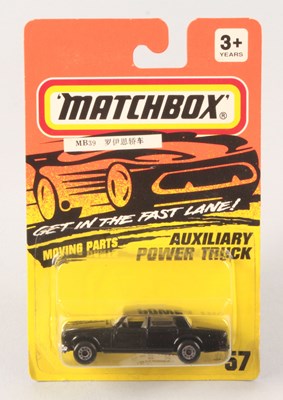 3+
YEARS
'MATCHBOX'®
MB39 罗伊恩轿车
GET IN THE FAST LANE!
MOVING PARTS
AUXILIARY
POWER TRUCK
57